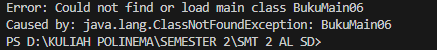 Error: Could not find or load main class BukuMain06
Caused by: java.lang.ClassNotFoundException: BukuMain06
PS D:\KULIAH POLINEMA\SEMESTER 2\SMT 2 AL SD>